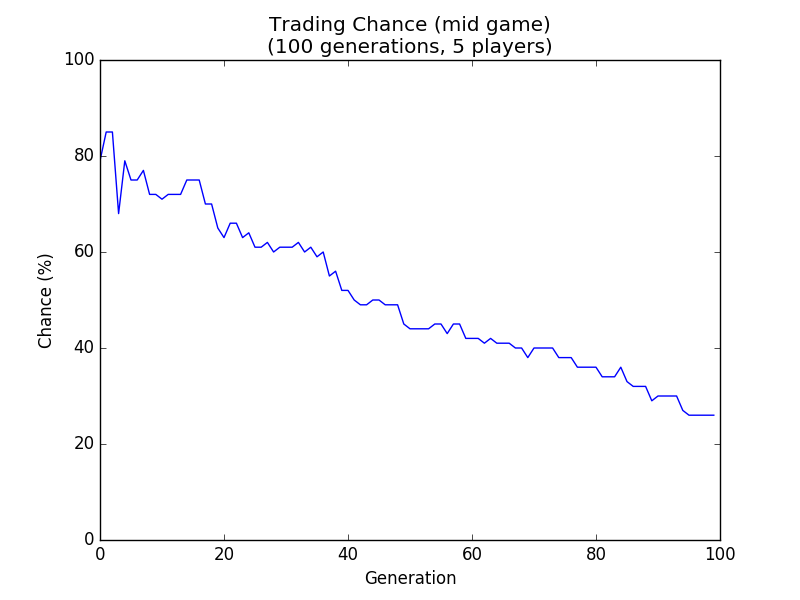 Trading Chance (mid game)
(100 generations, 5 players)
100
80
60
40
20
0
Chance (%)
0 20 40 60 80 100
Generation